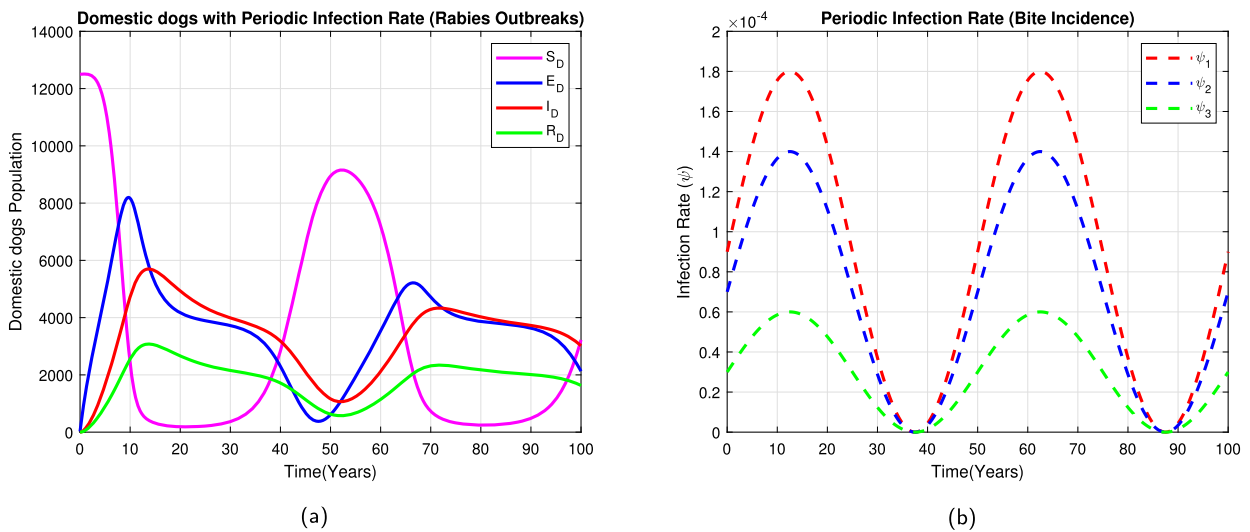 Domestic dogs with Periodic Infection Rate (Rabies Outbreaks)
14000
12000
10000
8000
6000
4000
2000
0
Domestic dogs Population
0 10 20 30 40 50 60 70 80 90 100
Time(Years)
S_D
E_D
I_D
R_D
(a)
Periodic Infection Rate (Bite Incidence)
×10⁻⁴
2
1.8
1.6
1.4
1.2
1
0.8
0.6
0.4
0.2
0
Infection Rate (ψ)
0 10 20 30 40 50 60 70 80 90 100
Time(Years)
ψ₁
ψ₂
ψ₃
(b)